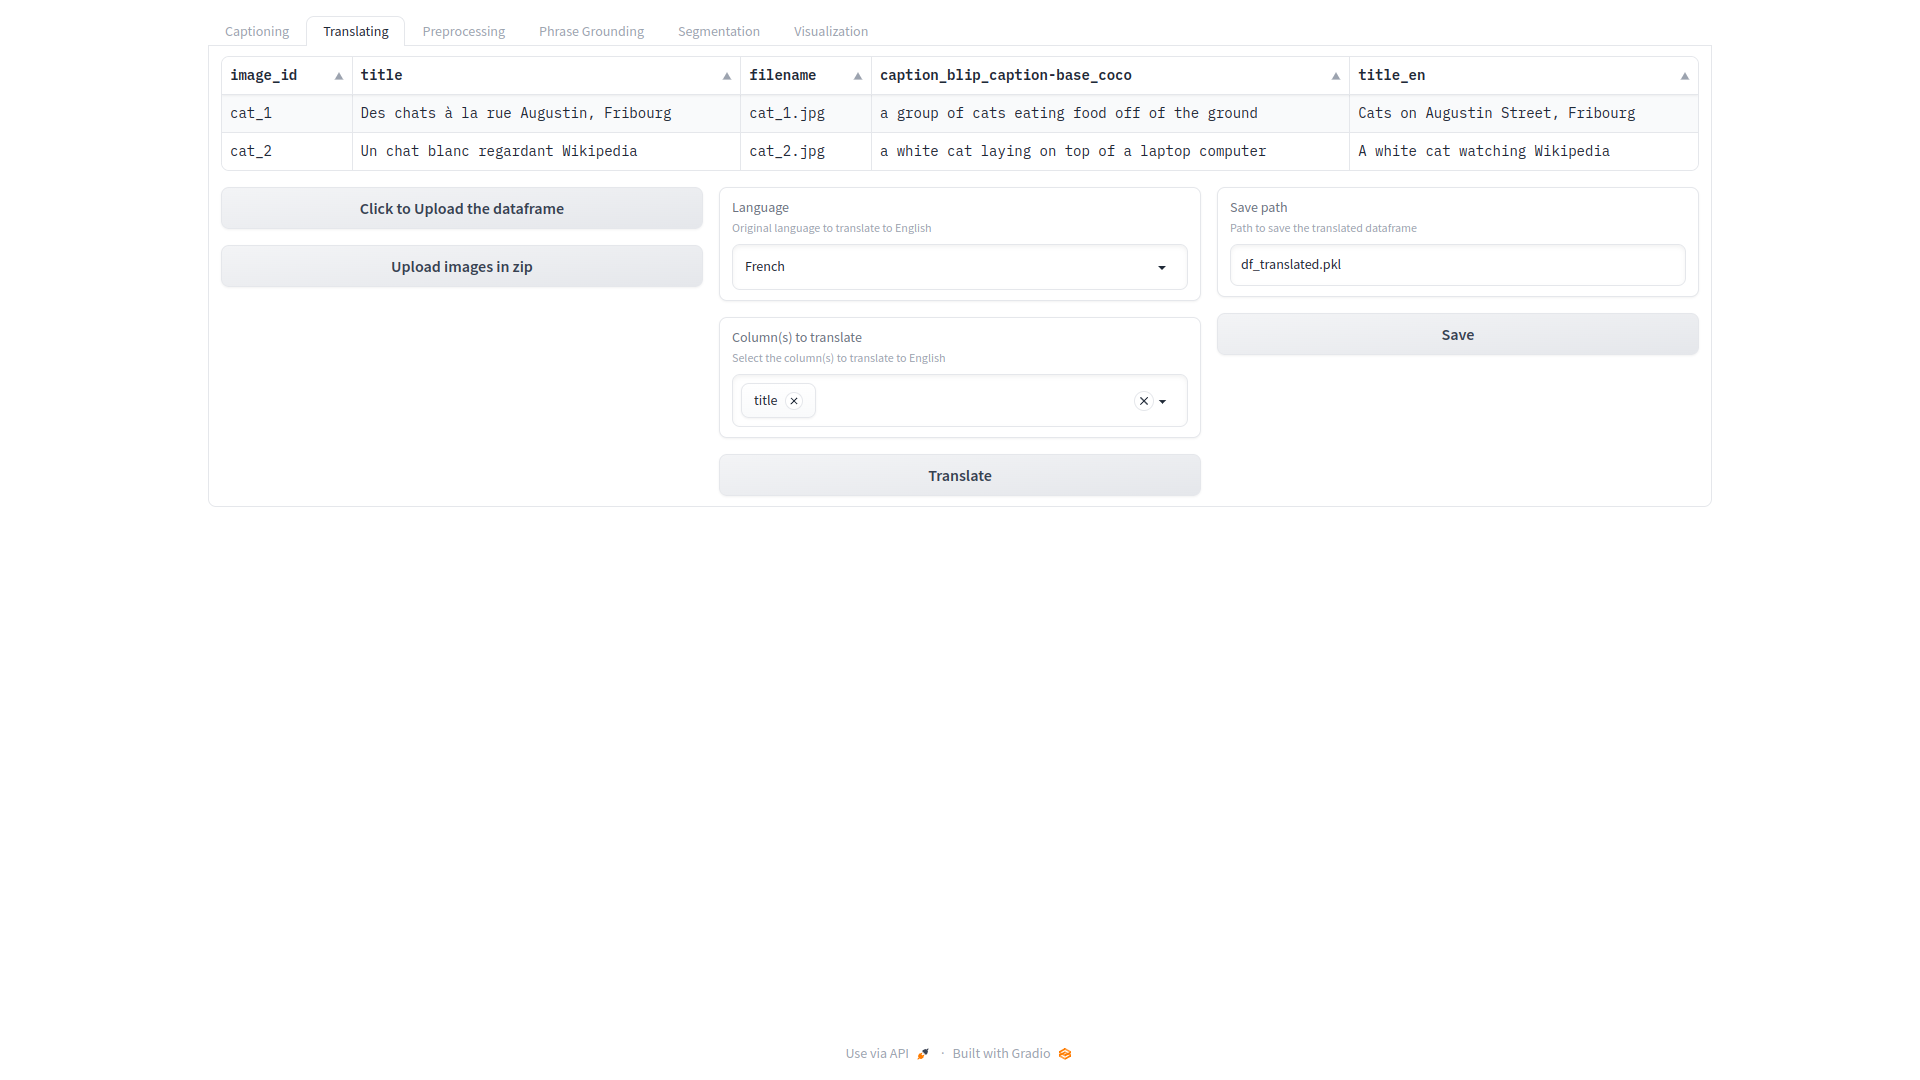 Captioning Translating Preprocessing Phrase Grounding Segmentation Visualization
image_id title filename caption_blip_caption-base_coco title_en
cat_1 Des chats à la rue Augustin, Fribourg cat_1.jpg a group of cats eating food off of the ground Cats on Augustin Street, Fribourg
cat_2 Un chat blanc regardant Wikipedia cat_2.jpg a white cat laying on top of a laptop computer A white cat watching Wikipedia
Click to Upload the dataframe
Upload images in zip
Language
Original language to translate to English
French
Column(s) to translate
Select the column(s) to translate to English
title
Translate
Save path
Path to save the translated dataframe
df_translated.pkl
Save
Use via API · Built with Gradio